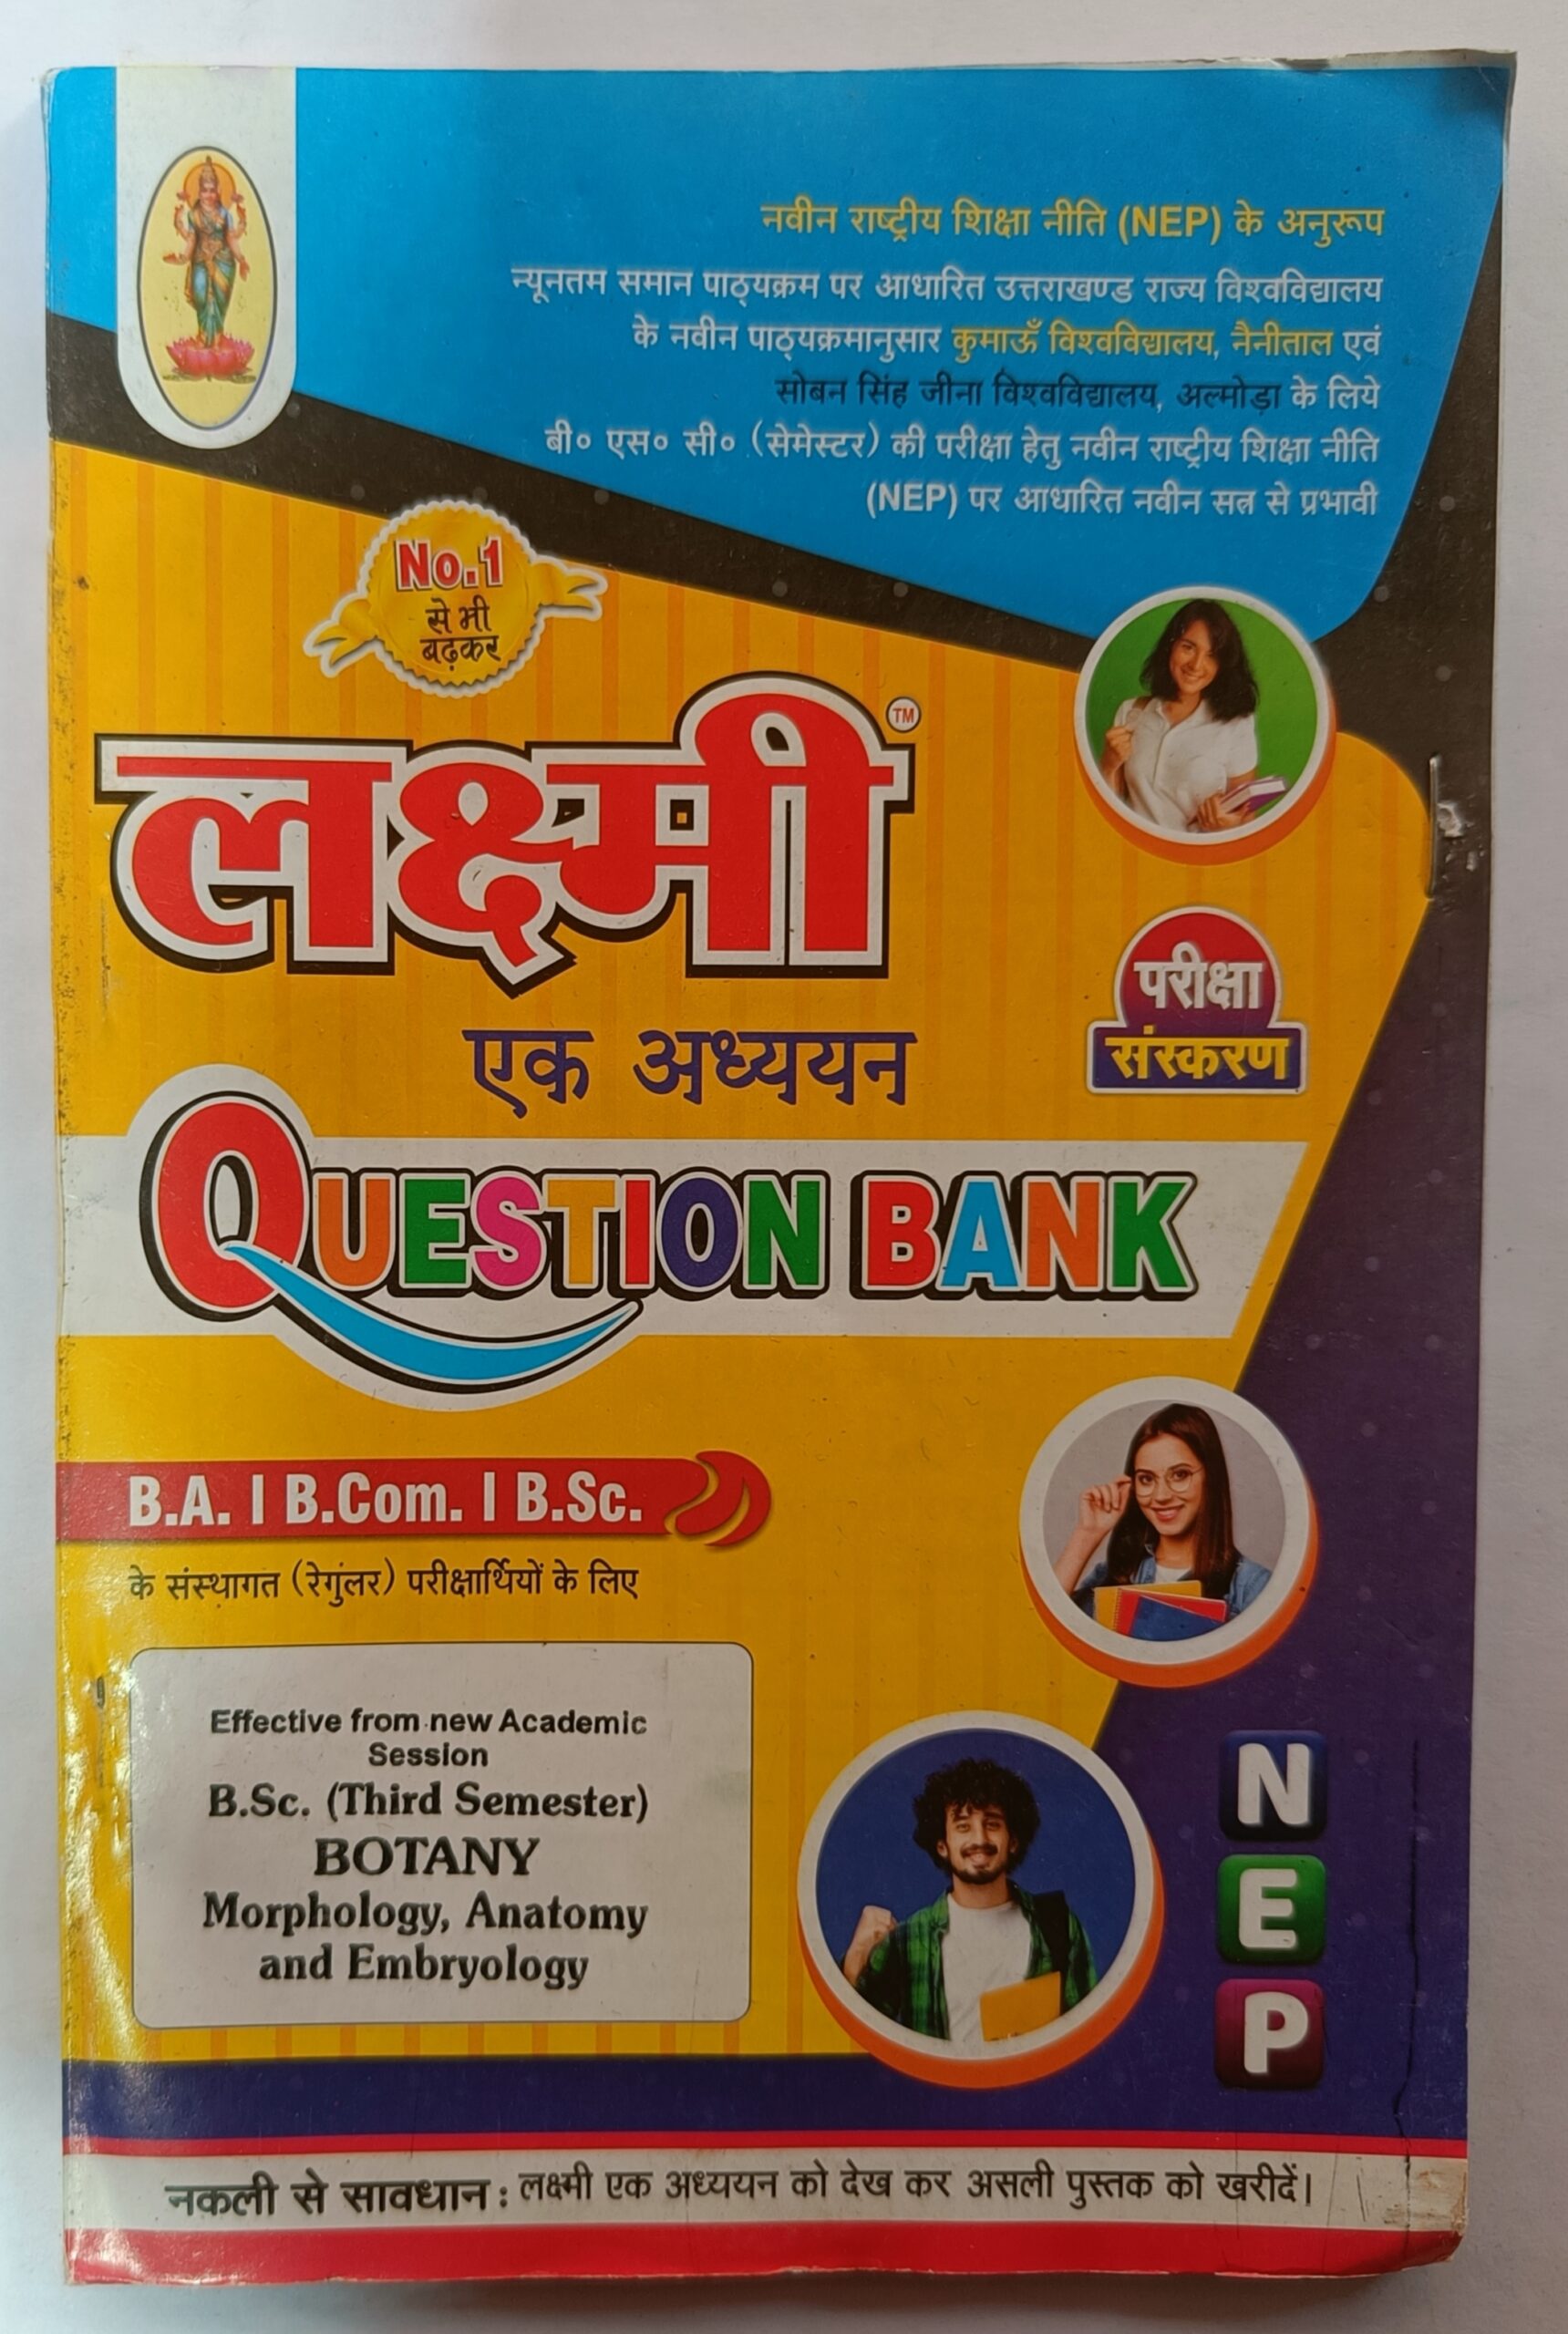 नवीन राष्ट्रीय शिक्षा नीति (NEP) के अनुरूप
न्यूनतम समान पाठ्यक्रम पर आधारित उत्तराखण्ड राज्य विश्वविद्यालय
के नवीन पाठ्यक्रमानुसार कुमाऊँ विश्वविद्यालय, नैनीताल एवं
सोबन सिंह जीना विश्वविद्यालय, अल्मोड़ा के लिये
बी० एस० सी० (सेमेस्टर) की परीक्षा हेतु नवीन राष्ट्रीय शिक्षा नीति
(NEP) पर आधारित नवीन सत्र से प्रभावी
No.1
से भी
बढ़कर
लक्ष्मी
TM
एक अध्ययन
परीक्षा
संस्करण
QUESTION BANK
B.A. | B.Com. | B.Sc.
के संस्थागत (रेगुंलर) परीक्षार्थियों के लिए
Effective from new Academic
Session
B.Sc. (Third Semester)
BOTANY
Morphology, Anatomy
and Embryology
N
E
P
नकली से सावधान : लक्ष्मी एक अध्ययन को देख कर असली पुस्तक को खरीदें।